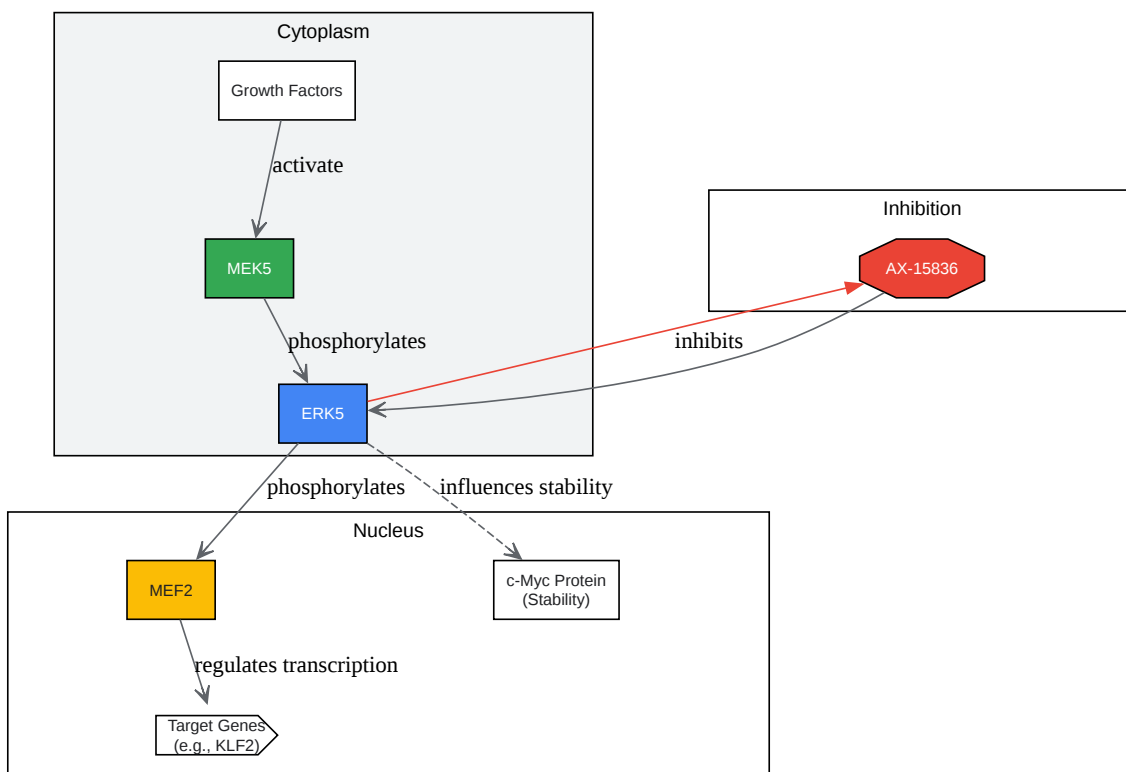 Cytoplasm
Growth Factors
activate
Inhibition
MEK5
AX-15836
phosphorylates
inhibits
ERK5
phosphorylates
influences stability
Nucleus
MEF2
c-Myc Protein
(Stability)
regulates transcription
Target Genes
(e.g., KLF2)